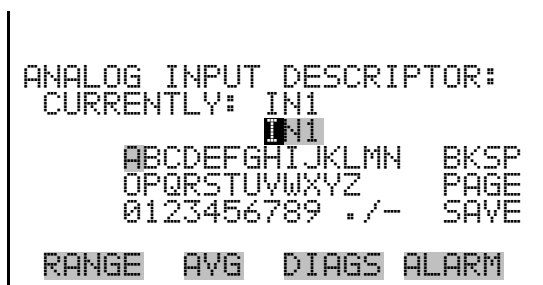 ANALOG INPUT DESCRIPTOR:
CURRENTLY: IN1
IN1
ABCDEFGHIJKLMN BKSP
OPQRSTUVWXYZ PAGE
0123456789 ./- SAVE
RANGE AVG DIAGS ALARM